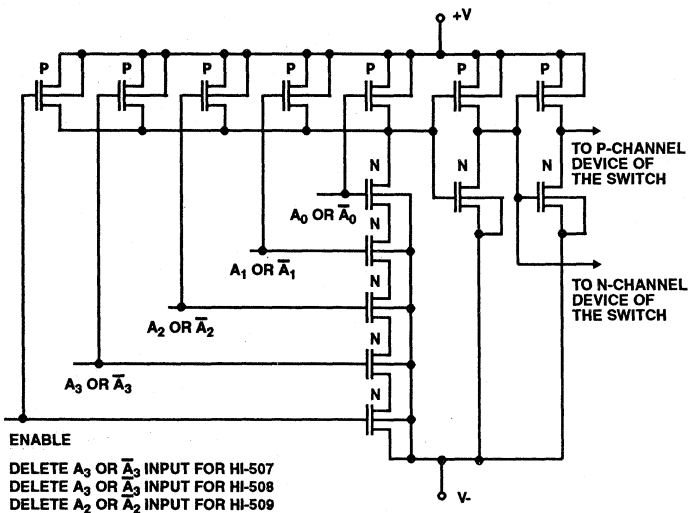 +V
P P P P P P P
TO P-CHANNEL
DEVICE OF
THE SWITCH
N N N
A₀ OR A̅₀
N
A₁ OR A̅₁
N
TO N-CHANNEL
DEVICE OF
THE SWITCH
A₂ OR A̅₂
N
A₃ OR A̅₃
N
ENABLE
DELETE A₃ OR A̅₃ INPUT FOR HI-507
DELETE A₃ OR A̅₃ INPUT FOR HI-508
DELETE A₂ OR A̅₂ INPUT FOR HI-509
V-